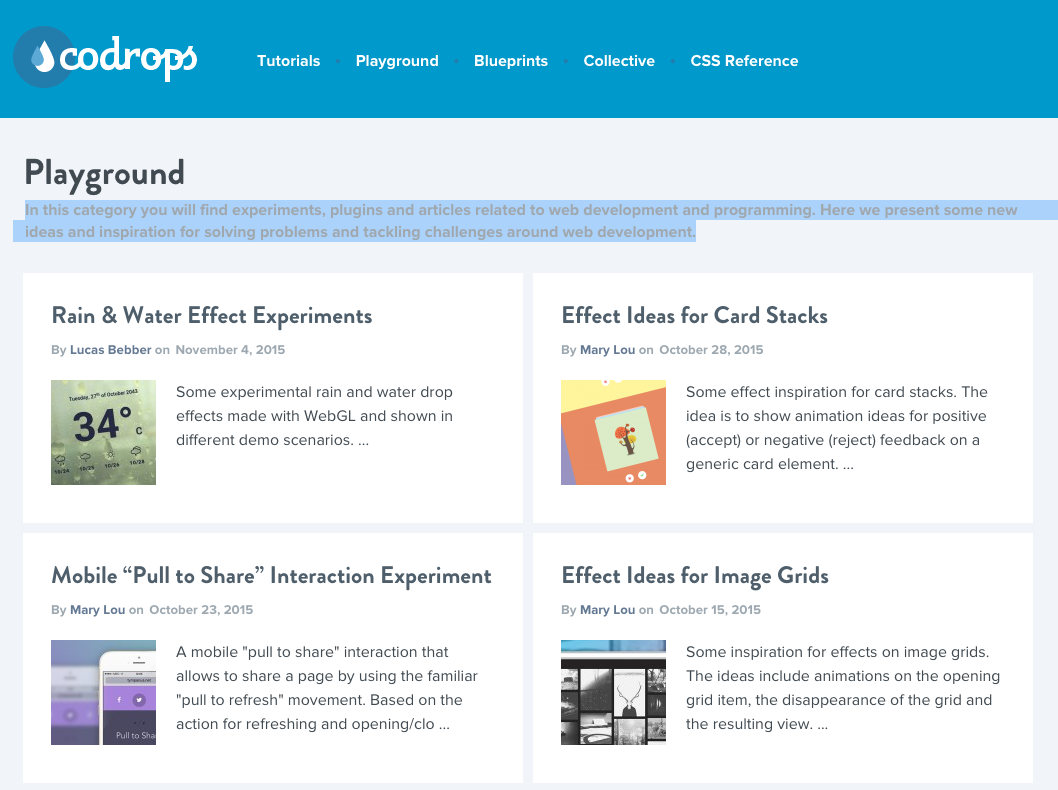 codrops
Tutorials • Playground • Blueprints • Collective • CSS Reference
Playground
In this category you will find experiments, plugins and articles related to web development and programming. Here we present some new
ideas and inspiration for solving problems and tackling challenges around web development.
Rain & Water Effect Experiments
By Lucas Bebber on November 4, 2015
Tuesday, 27th of October 2043
34°
C
10/24 10/25 10/26 10/28
Some experimental rain and water drop
effects made with WebGL and shown in
different demo scenarios. ...
Effect Ideas for Card Stacks
By Mary Lou on October 28, 2015
Some effect inspiration for card stacks. The
idea is to show animation ideas for positive
(accept) or negative (reject) feedback on a
generic card element. ...
Mobile “Pull to Share” Interaction Experiment
By Mary Lou on October 23, 2015
Pull to Sha
A mobile "pull to share" interaction that
allows to share a page by using the familiar
"pull to refresh" movement. Based on the
action for refreshing and opening/clo ...
Effect Ideas for Image Grids
By Mary Lou on October 15, 2015
Some inspiration for effects on image grids.
The ideas include animations on the opening
grid item, the disappearance of the grid and
the resulting view. ...